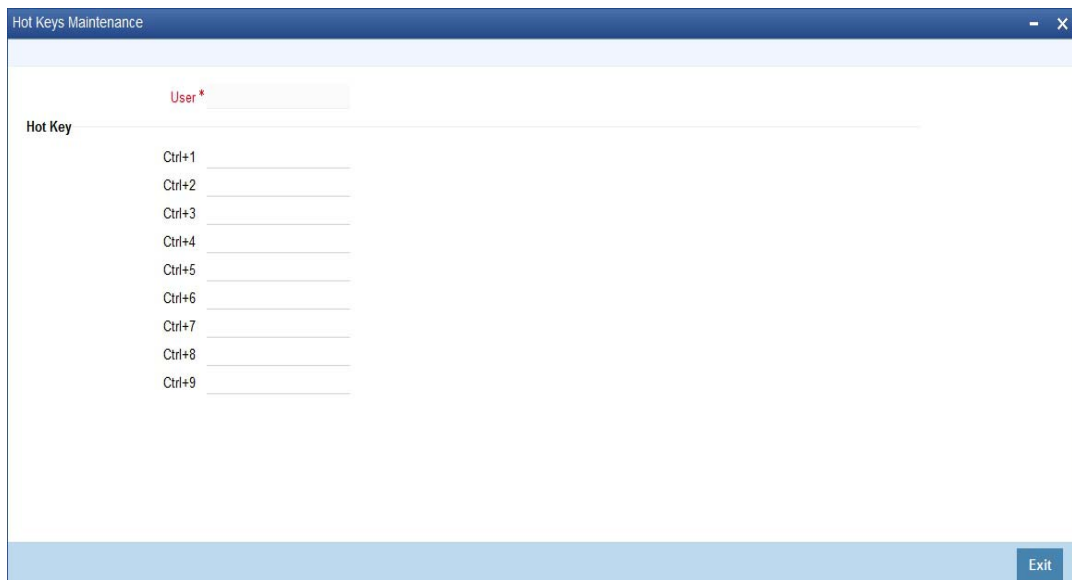 Hot Keys Maintenance
User *
Hot Key
Ctrl+1
Ctrl+2
Ctrl+3
Ctrl+4
Ctrl+5
Ctrl+6
Ctrl+7
Ctrl+8
Ctrl+9
Exit